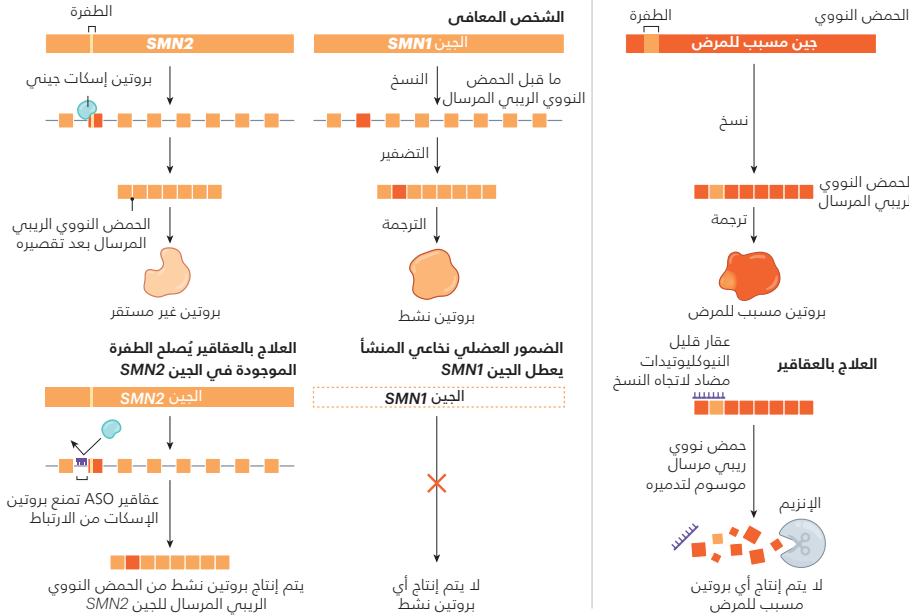 الحمض النووي
الطفرة
جين مسبب للمرض
نسخ
الحمض النووي
الريبي المرسال
ترجمة
بروتين مسبب للمرض
العلاج بالعقاقير
عقار قليل
النيوكليوتيدات
مضاد لاتجاه النسخ
حمض نووي
ريبي مرسال
موسوم لتدميره
الإنزيم
لا يتم إنتاج أي بروتين
مسبب للمرض
الشخص المعافى
الجين SMN1
النسخ
ما قبل الحمض
النووي الريبي المرسال
التضفير
الترجمة
بروتين نشط
الطفرة
SMN2
بروتين إسكات جيني
الحمض النووي الريبي
المرسال بعد تقصيره
بروتين غير مستقر
الضمور العضلي نخاعي المنشأ
يعطل الجين SMN1
الجين SMN1
لا يتم إنتاج أي
بروتين نشط
العلاج بالعقاقير يُصلح الطفرة
الموجودة في الجين SMN2
الجين SMN2
عقاقير ASO تمنع بروتين
الإسكات من الارتباط
يتم إنتاج بروتين نشط من الحمض النووي
الريبي المرسال للجين SMN2